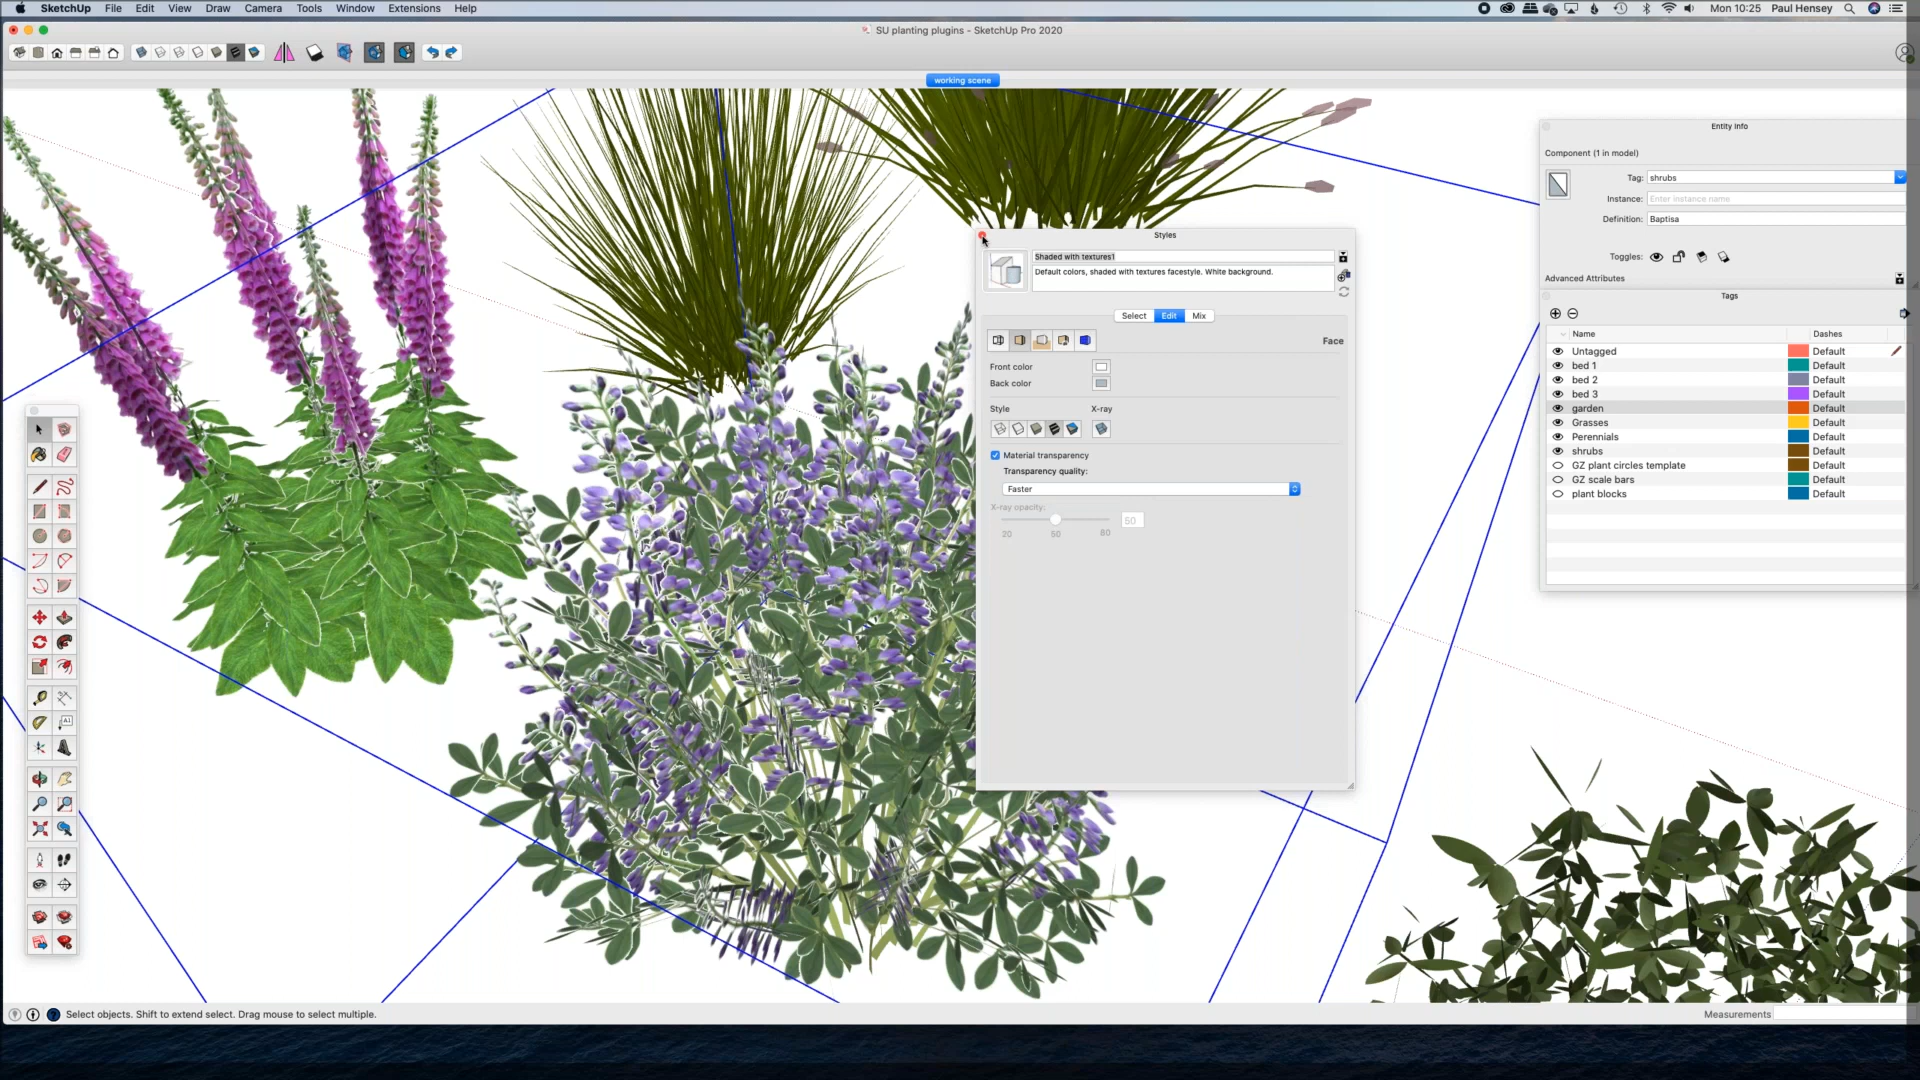 SketchUp File Edit View Draw Camera Tools Window Extensions Help Mon 10:25 Paul Hensey
SU planting plugins - SketchUp Pro 2020
working scene
Entity Info
Component (1 in model)
Tag: shrubs
Instance: Enter instance name
Definition: Baptisa
Toggles:
Advanced Attributes
Styles
Shaded with textures1
Default colors, shaded with textures facestyle. White background.
Select Edit Mix
Face
Front color
Back color
Style X-ray
Material transparency
Transparency quality:
Faster
X-ray opacity:
50
20 50 80
Tags
Name Dashes
Untagged Default
bed 1 Default
bed 2 Default
bed 3 Default
garden Default
Grasses Default
Perennials Default
shrubs Default
GZ plant circles template Default
GZ scale bars Default
plant blocks Default
Select objects. Shift to extend select. Drag mouse to select multiple. Measurements